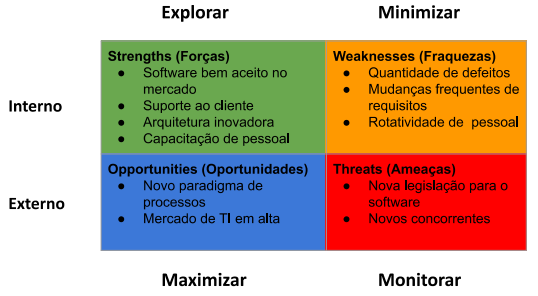 Explorar
Minimizar
Interno
Strengths (Forças)
● Software bem aceito no
mercado
● Suporte ao cliente
● Arquitetura inovadora
● Capacitação de pessoal
Weaknesses (Fraquezas)
● Quantidade de defeitos
● Mudanças frequentes de
requisitos
● Rotatividade de pessoal
Externo
Opportunities (Oportunidades)
● Novo paradigma de
processos
● Mercado de TI em alta
Threats (Ameaças)
● Nova legislação para o
software
● Novos concorrentes
Maximizar
Monitorar